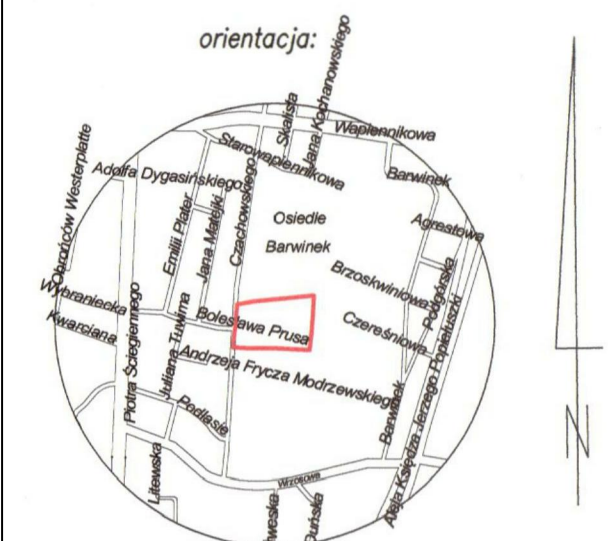 orientacja:
Skalista
Jana Kochanowskiego
Wapiennikowa
Starowapiennikowa
Obrońców Westerplatte
Adolfa Dygasińskiego
Barwinek
Emilii Plater
Jana Matejki
Czachowskiego
Osiedle
Barwinek
Agrestowa
Brzoskwiniowa
Podgórska
Wybraniecka
Kwarciana
Piotra Ściegiennego
Juliana Tuwima
Bolesława Prusa
Czereśniowa
Andrzeja Frycza Modrzewskiego
Podlasie
Barwinek
Aleja Księdza Jerzego Popiełuszki
Litewska
Wrzosowa
Duńska
N